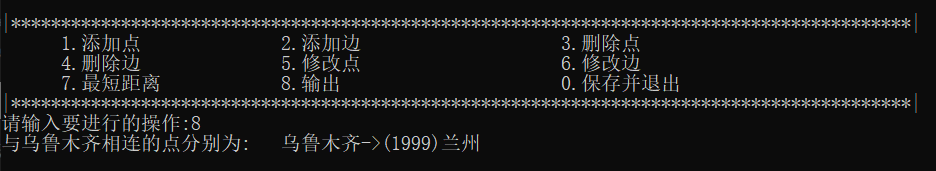 |******************************************************************************************|
1.添加点 2.添加边 3.删除点
4.删除边 5.修改点 6.修改边
7.最短距离 8.输出 0.保存并退出
|******************************************************************************************|
请输入要进行的操作:8
与乌鲁木齐相连的点分别为: 乌鲁木齐->(1999)兰州